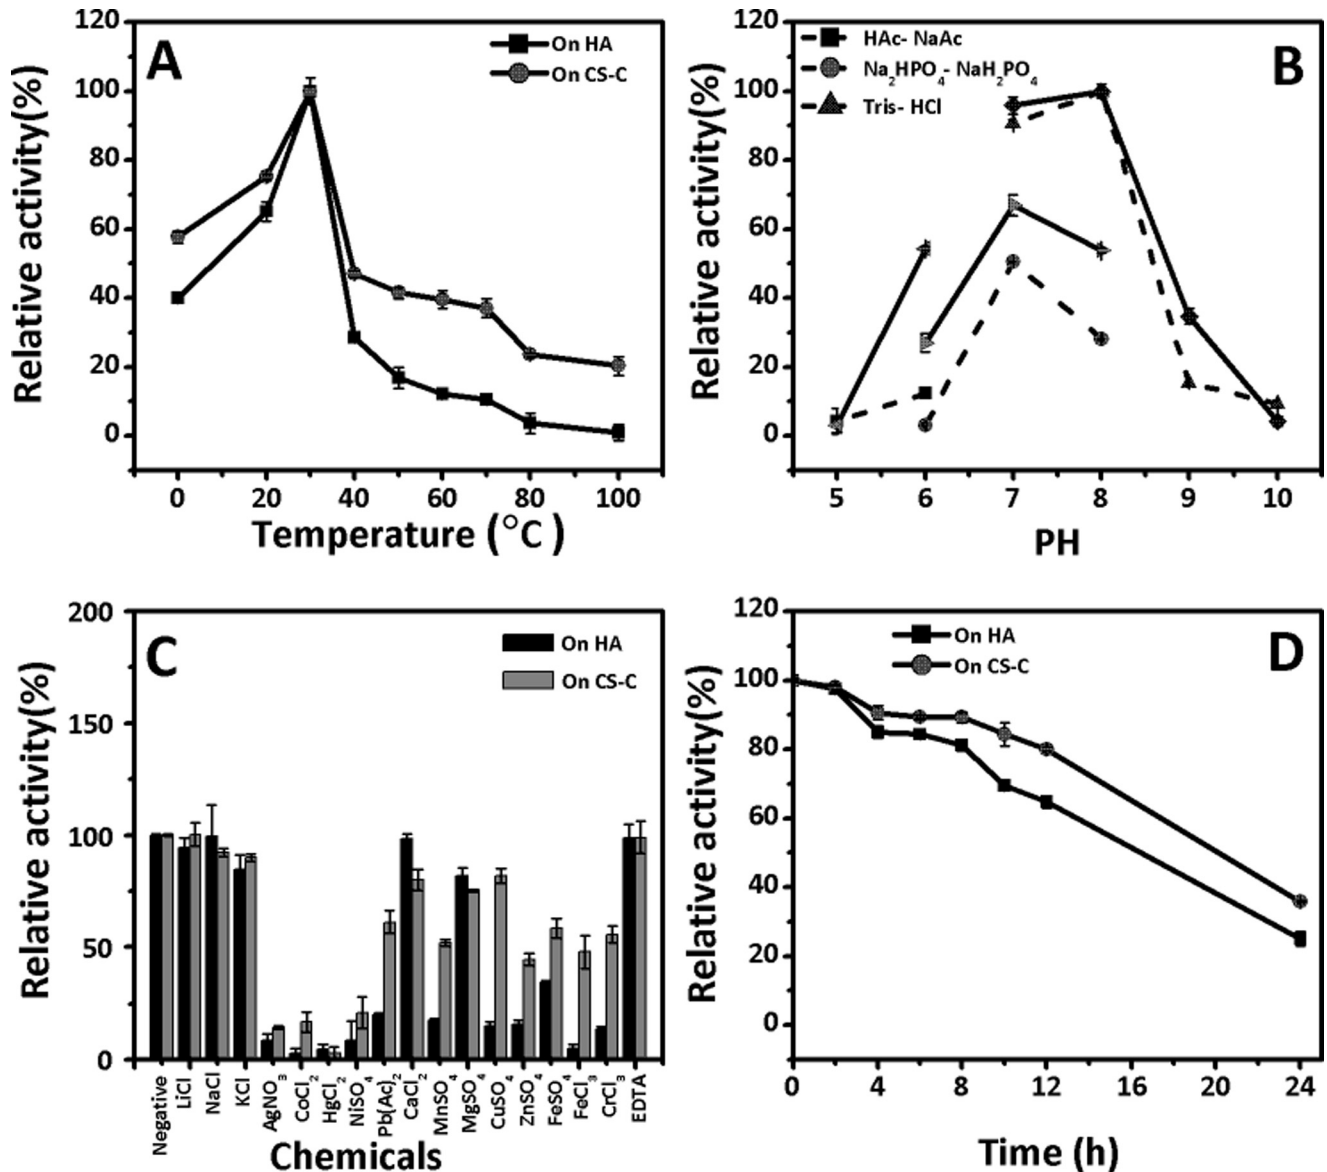 A
On HA
On CS-C
120
100
80
60
40
20
0
Relative activity(%)
0 20 40 60 80 100
Temperature (°C )
B
HAc- NaAc
Na₂HPO₄- NaH₂PO₄
Tris- HCl
120
100
80
60
40
20
0
Relative activity(%)
5 6 7 8 9 10
PH
C
On HA
On CS-C
200
150
100
50
0
Relative activity(%)
Negative
LiCl
NaCl
KCl
AgNO₃
CoCl₂
HgCl₂
NiSO₄
Pb(Ac)₂
CaCl₂
MnSO₄
MgSO₄
CuSO₄
ZnSO₄
FeSO₄
FeCl₃
CrCl₃
EDTA
Chemicals
D
On HA
On CS-C
120
100
80
60
40
20
0
Relative activity(%)
0 4 8 12 16 20 24
Time (h)